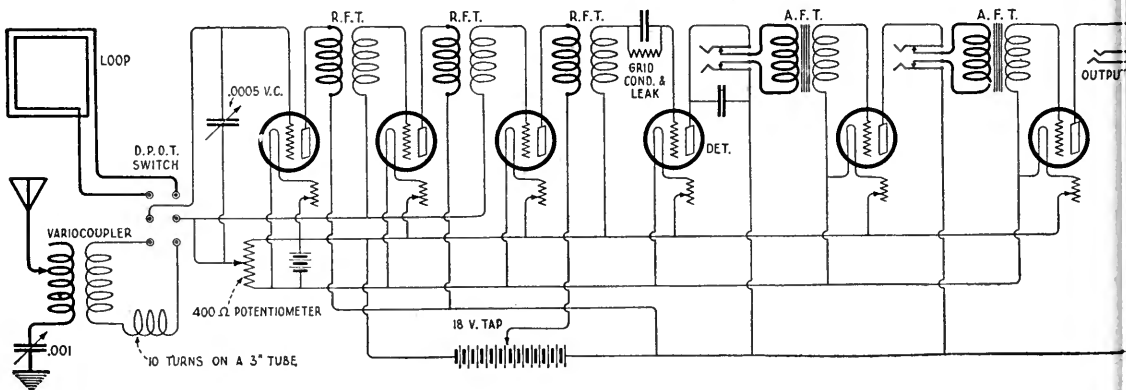 R.F.T.
R.F.T.
R.F.T.
A.F.T.
A.F.T.
LOOP
.0005 V.C.
GRID
COND. &
LEAK
OUTPUT
D.P.O.T.
SWITCH
DET.
VARIOCOUPLER
400 Ω POTENTIOMETER
18 V. TAP
.001
10 TURNS ON A 3" TUBE